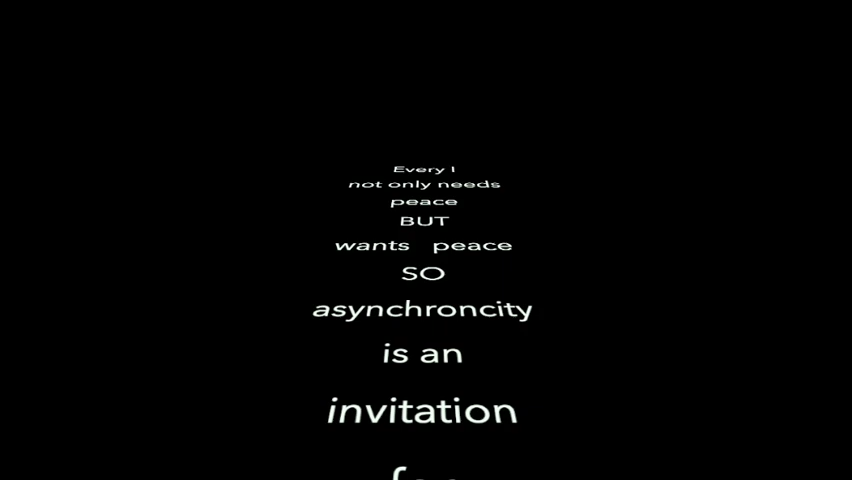 Every I
not only needs
peace
BUT
wants peace
SO
asynchroncity
is an
invitation